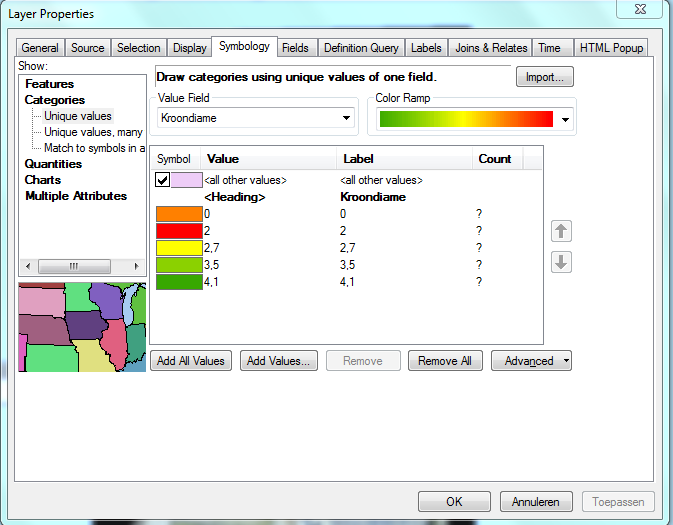 Layer Properties
General Source Selection Display Symbology Fields Definition Query Labels Joins & Relates Time HTML Popup
Show:
Features
Categories
Unique values
Unique values, many
Match to symbols in a
Quantities
Charts
Multiple Attributes
Draw categories using unique values of one field.
Import...
Value Field
Kroondiame
Color Ramp
Symbol Value Label Count
<all other values> <all other values>
<Heading> Kroondiame
0 0 ?
2 2 ?
2,7 2,7 ?
3,5 3,5 ?
4,1 4,1 ?
Add All Values Add Values... Remove Remove All Advanced
OK Annuleren Toepassen